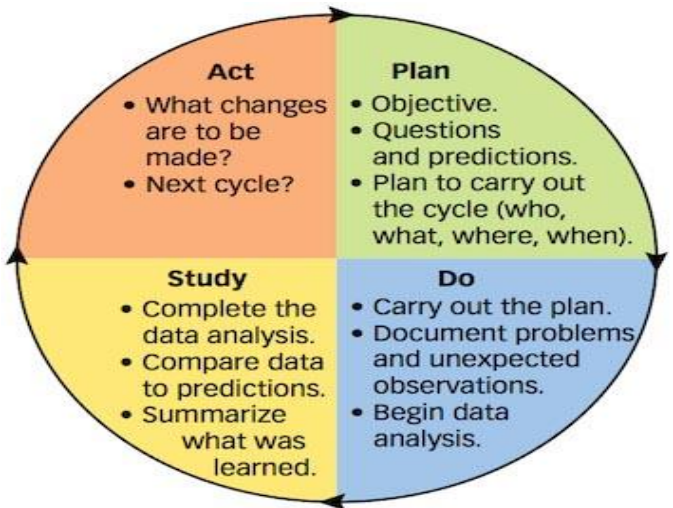 Act
• What changes
are to be
made?
• Next cycle?
Plan
• Objective.
• Questions
and predictions.
• Plan to carry out
the cycle (who,
what, where, when).
Study
• Complete the
data analysis.
• Compare data
to predictions.
• Summarize
what was
learned.
Do
• Carry out the plan.
• Document problems
and unexpected
observations.
• Begin data
analysis.